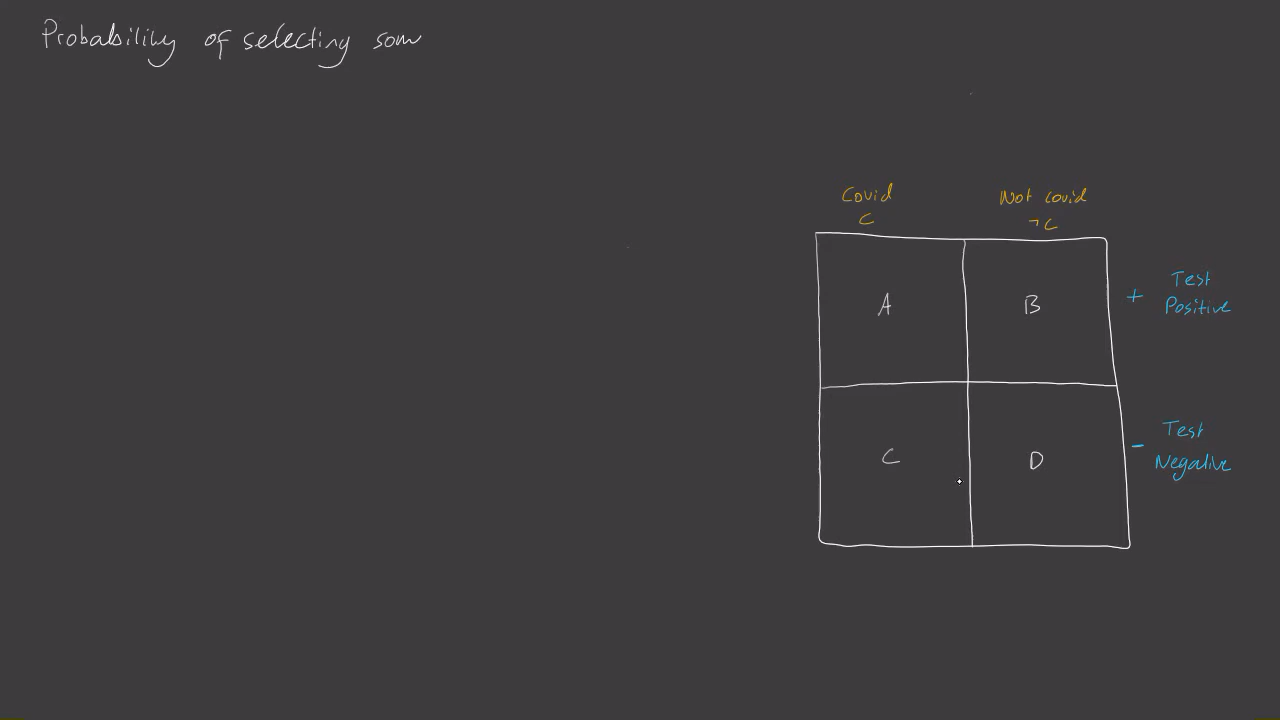 Probability of selecting som
Covid
C
Not covid
¬C
A
B
+ Test
Positive
C
D
- Test
Negative